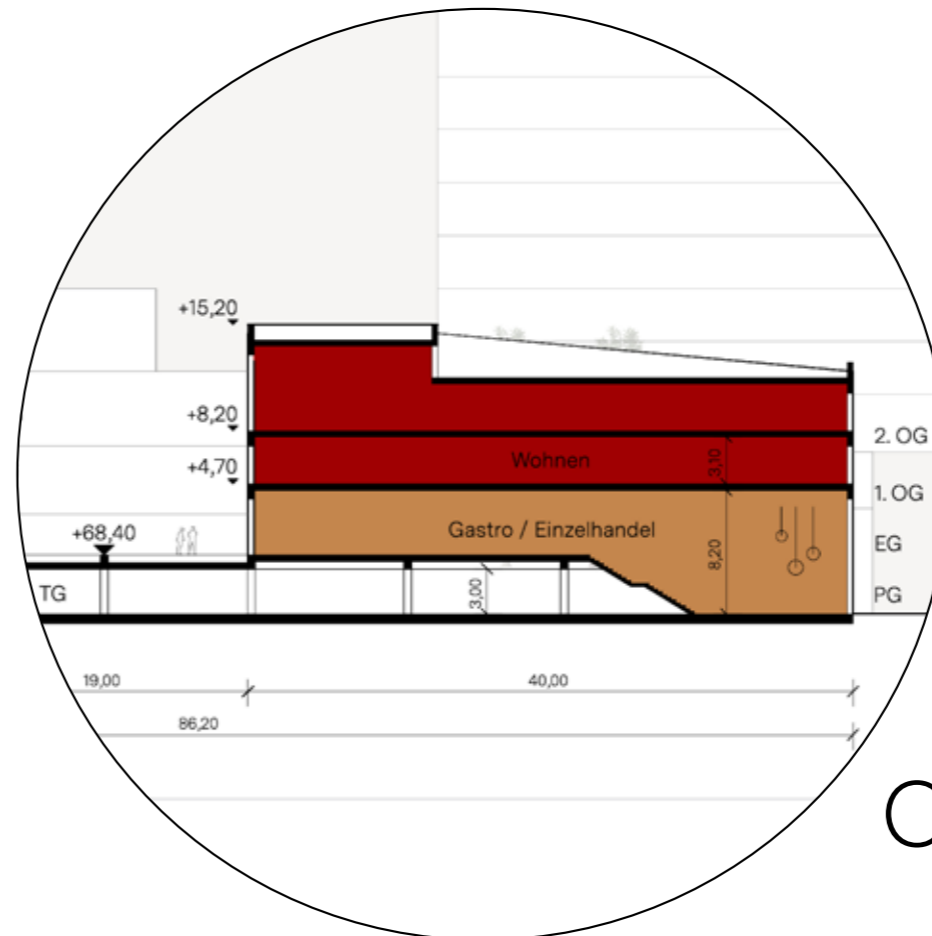 +15,20
+8,20
2. OG
+4,70
Wohnen
3,10
1. OG
+68,40
Gastro / Einzelhandel
8,20
EG
TG
3,00
PG
19,00
40,00
86,20